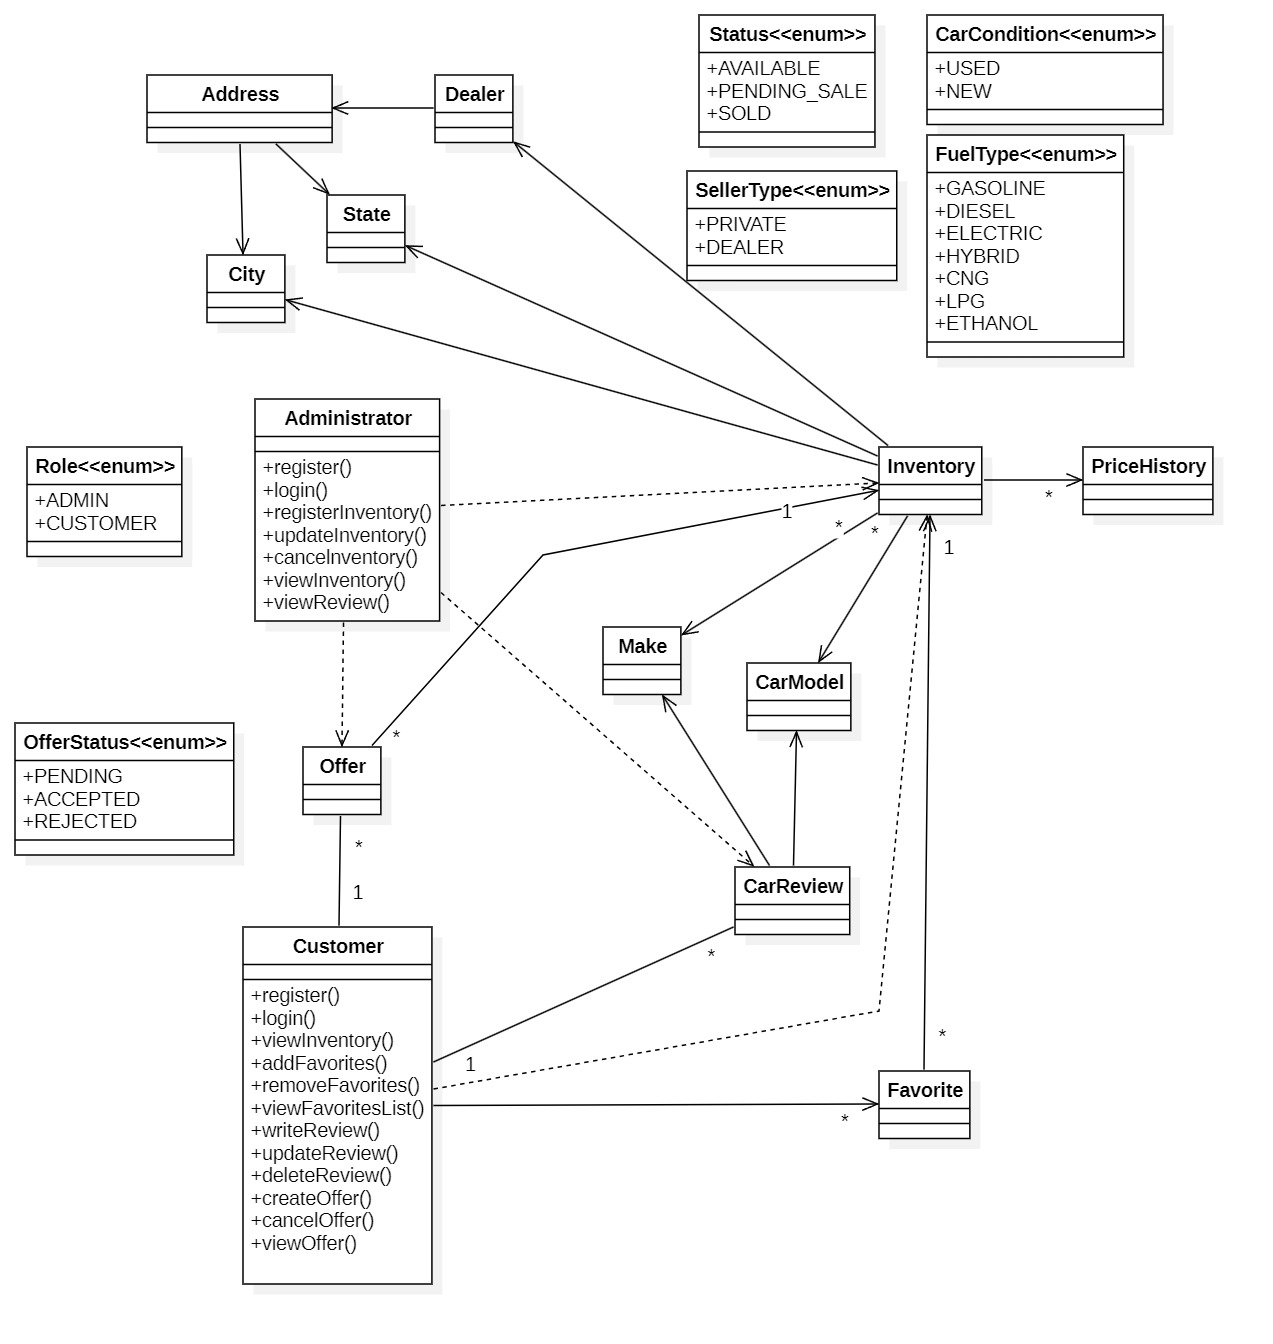 Status<<enum>>
+AVAILABLE
+PENDING_SALE
+SOLD
CarCondition<<enum>>
+USED
+NEW
Address
Dealer
FuelType<<enum>>
+GASOLINE
+DIESEL
+ELECTRIC
+HYBRID
+CNG
+LPG
+ETHANOL
SellerType<<enum>>
+PRIVATE
+DEALER
State
City
Administrator
+register()
+login()
+registerInventory()
+updateInventory()
+cancelnventory()
+viewInventory()
+viewReview()
Role<<enum>>
+ADMIN
+CUSTOMER
Inventory
PriceHistory
*
1
*
*
1
Make
CarModel
*
OfferStatus<<enum>>
+PENDING
+ACCEPTED
+REJECTED
Offer
*
1
CarReview
*
Customer
+register()
+login()
+viewInventory()
+addFavorites()
+removeFavorites()
+viewFavoritesList()
+writeReview()
+updateReview()
+deleteReview()
+createOffer()
+cancelOffer()
+viewOffer()
1
*
*
Favorite